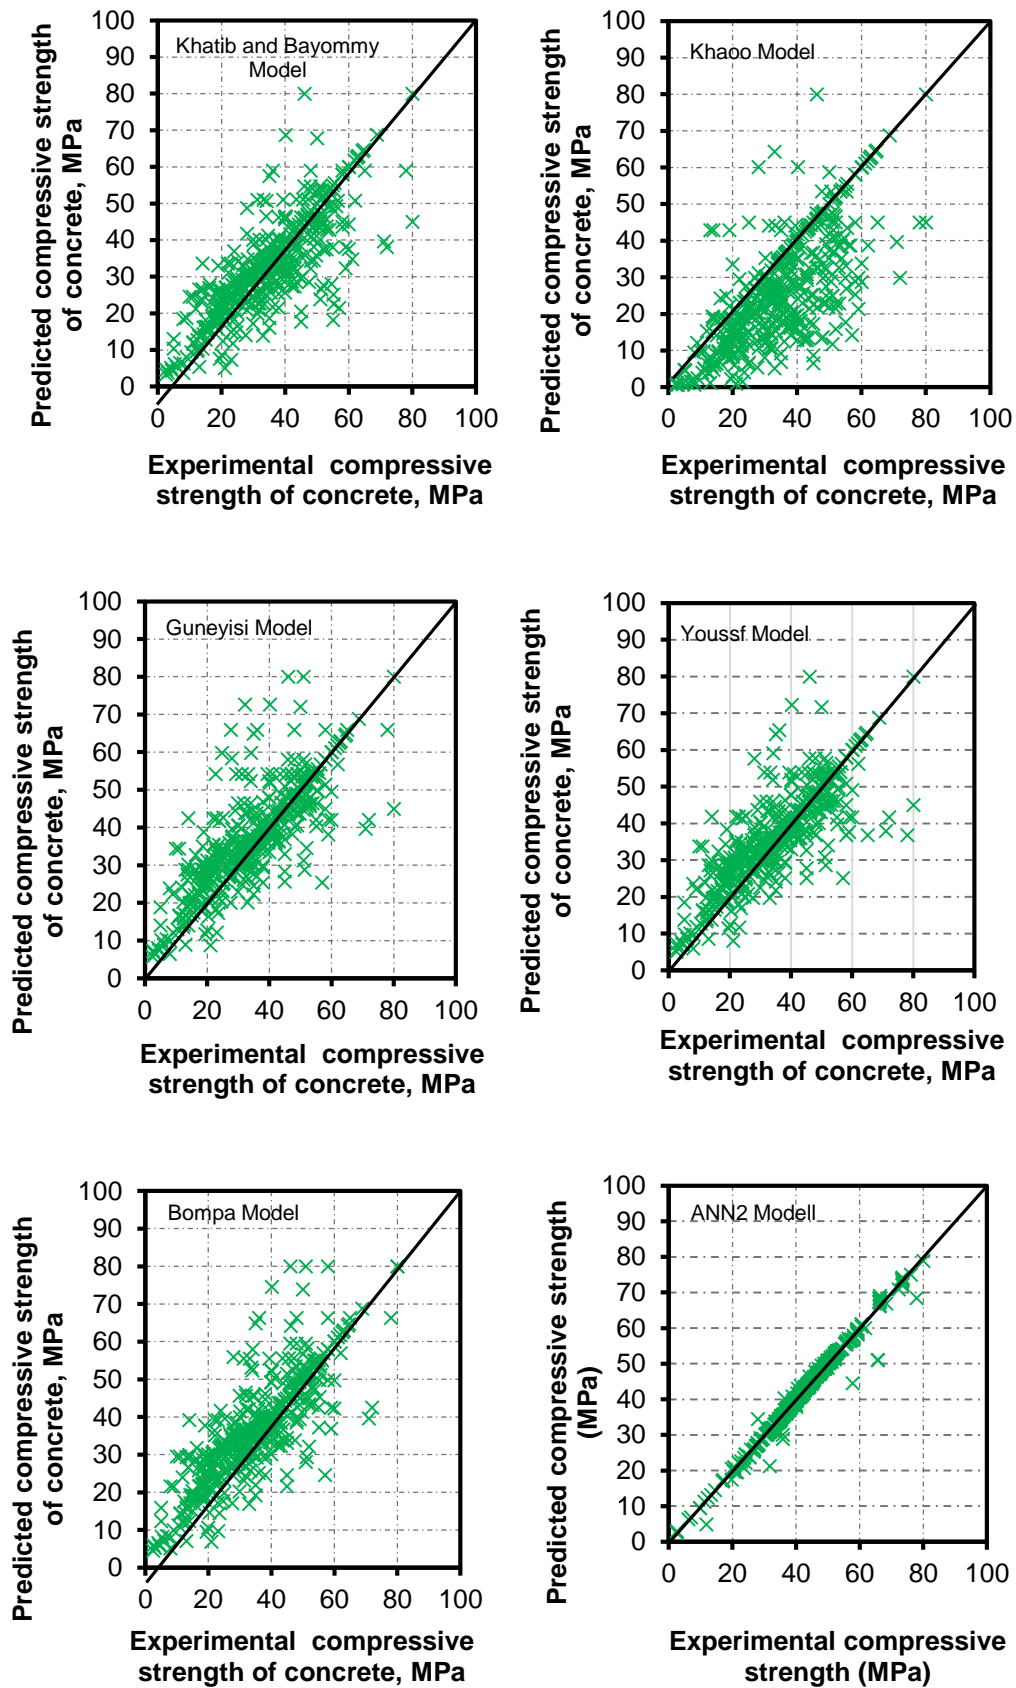 Predicted compressive strength
of concrete, MPa
100
90
80
70
60
50
40
30
20
10
0
Khatib and Bayommy
Model
0 20 40 60 80 100
Experimental compressive
strength of concrete, MPa
Predicted compressive strength
of concrete, MPa
100
90
80
70
60
50
40
30
20
10
0
Khaoo Model
0 20 40 60 80 100
Experimental compressive
strength of concrete, MPa
Predicted compressive strength
of concrete, MPa
100
90
80
70
60
50
40
30
20
10
0
Guneyisi Model
0 20 40 60 80 100
Experimental compressive
strength of concrete, MPa
Predicted compressive strength
of concrete, MPa
100
90
80
70
60
50
40
30
20
10
0
Youssf Model
0 20 40 60 80 100
Experimental compressive
strength of concrete, MPa
Predicted compressive strength
of concrete, MPa
100
90
80
70
60
50
40
30
20
10
0
Bompa Model
0 20 40 60 80 100
Experimental compressive
strength of concrete, MPa
Predicted compressive strength
(MPa)
100
90
80
70
60
50
40
30
20
10
0
ANN2 Modell
0 20 40 60 80 100
Experimental compressive
strength (MPa)